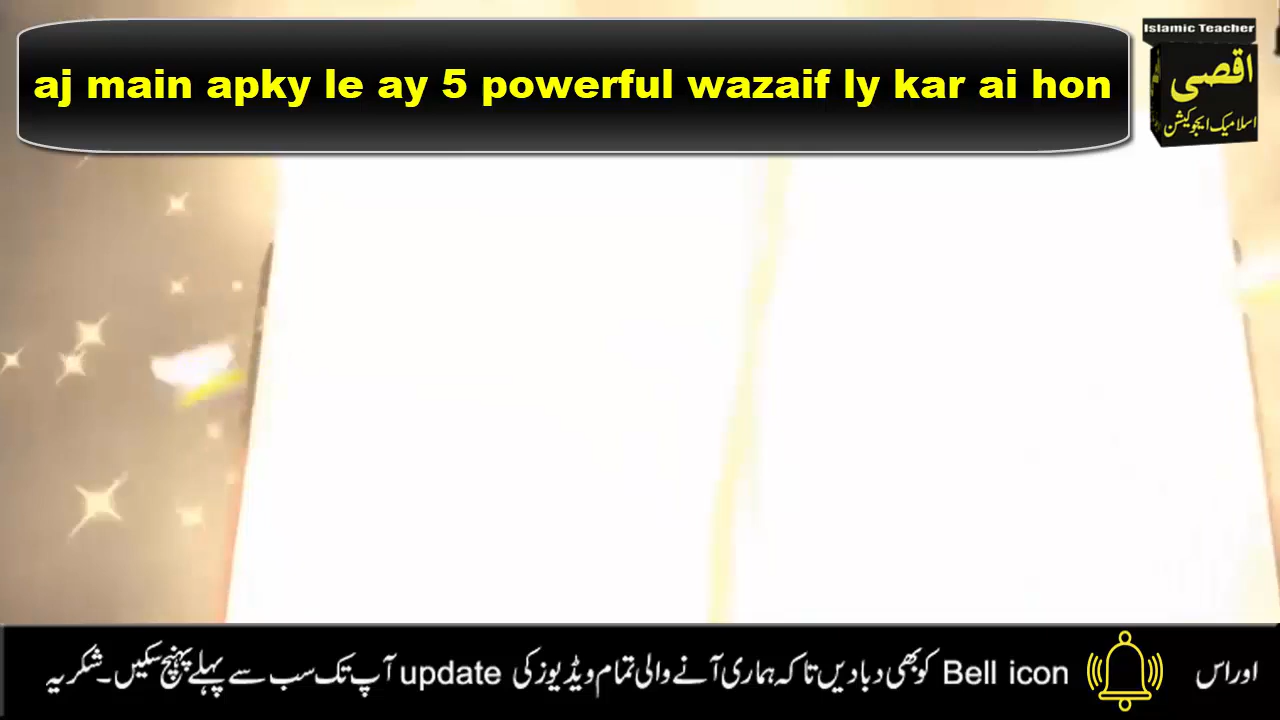 aj main apky le ay 5 powerful wazaif ly kar ai hon
Islamic Teacher
اقصی
اسلامیک ایجوکیشن
اور اس Bell icon کو بھی دبا دیں تاکہ ہماری آنے والی تمام ویڈیوز کی update آپ تک سب سے پہلے پہنچ سکیں۔ شکریہ